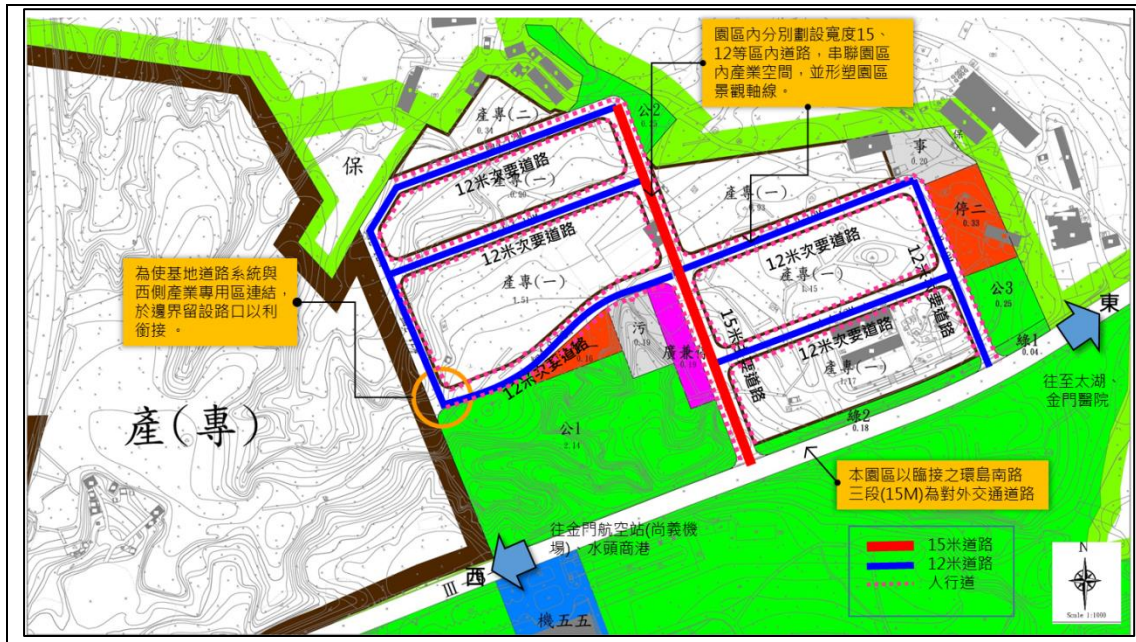 園區內分別劃設寬度15、
12等區內道路，串聯園區
內產業空間，並形塑園區
景觀軸線。
產專(二)
0.34
公2
保
事
0.20
保
12米次要道路
產專(一)
產專(一)
0.93
停二
0.33
12米次要道路
12米次要道路
產專(一)
1.51
產專(一)
1.15
12米次要道路
公3
0.25
為使基地道路系統與
西側產業專用區連結，
於邊界留設路口以利
銜接。
污
0.19
15米主要道路
12米次要道路
產專(一)
1.17
12米次要道路
綠1
0.04
東
往至太湖、
金門醫院
產(專)
公1
2.14
綠2
0.18
本園區以臨接之環島南路
三段(15M)為對外交通道路
往金門航空站(尚義機
場)、水頭商港
西
機五五
15米道路
12米道路
人行道
N
Scale 1:1000